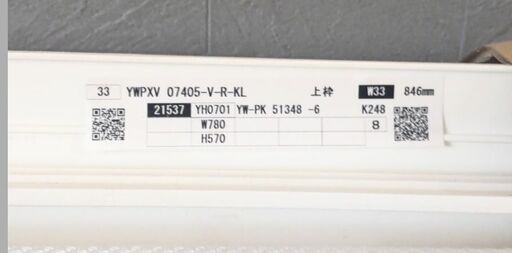 33 YWPXV 07405-V-R-KL 上枠 W33 846mm
21537 YH0701 YW-PK 51348 -6 K248
W780 8
H570